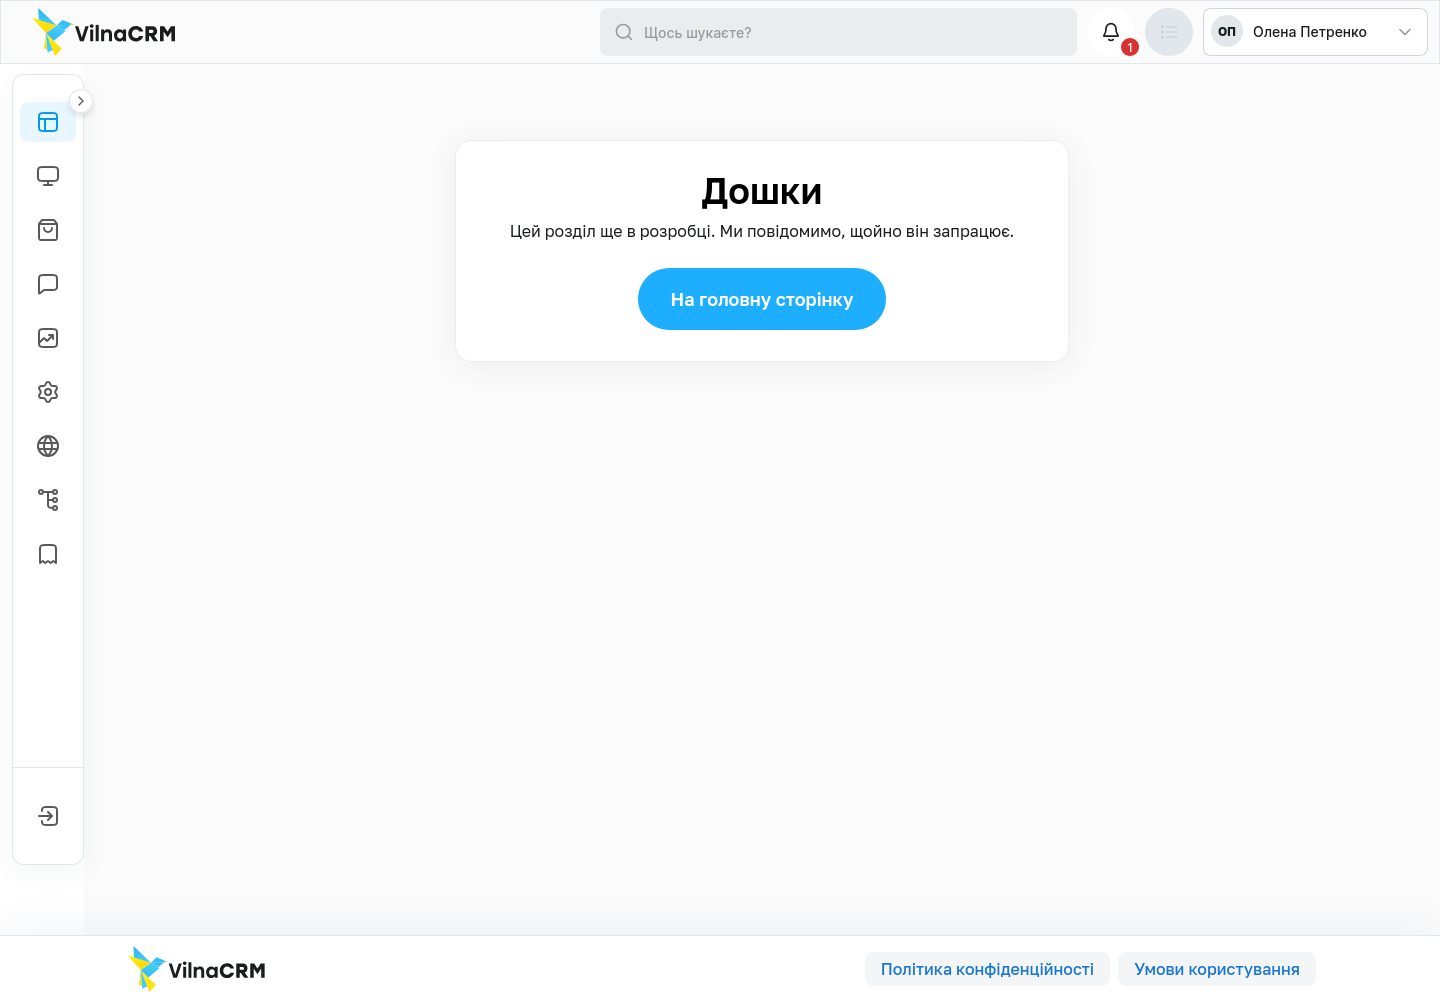 VilnaCRM
Щось шукаєте?
1
ОП
Олена Петренко
Дошки
Цей розділ ще в розробці. Ми повідомимо, щойно він запрацює.
На головну сторінку
VilnaCRM
Політика конфіденційності
Умови користування